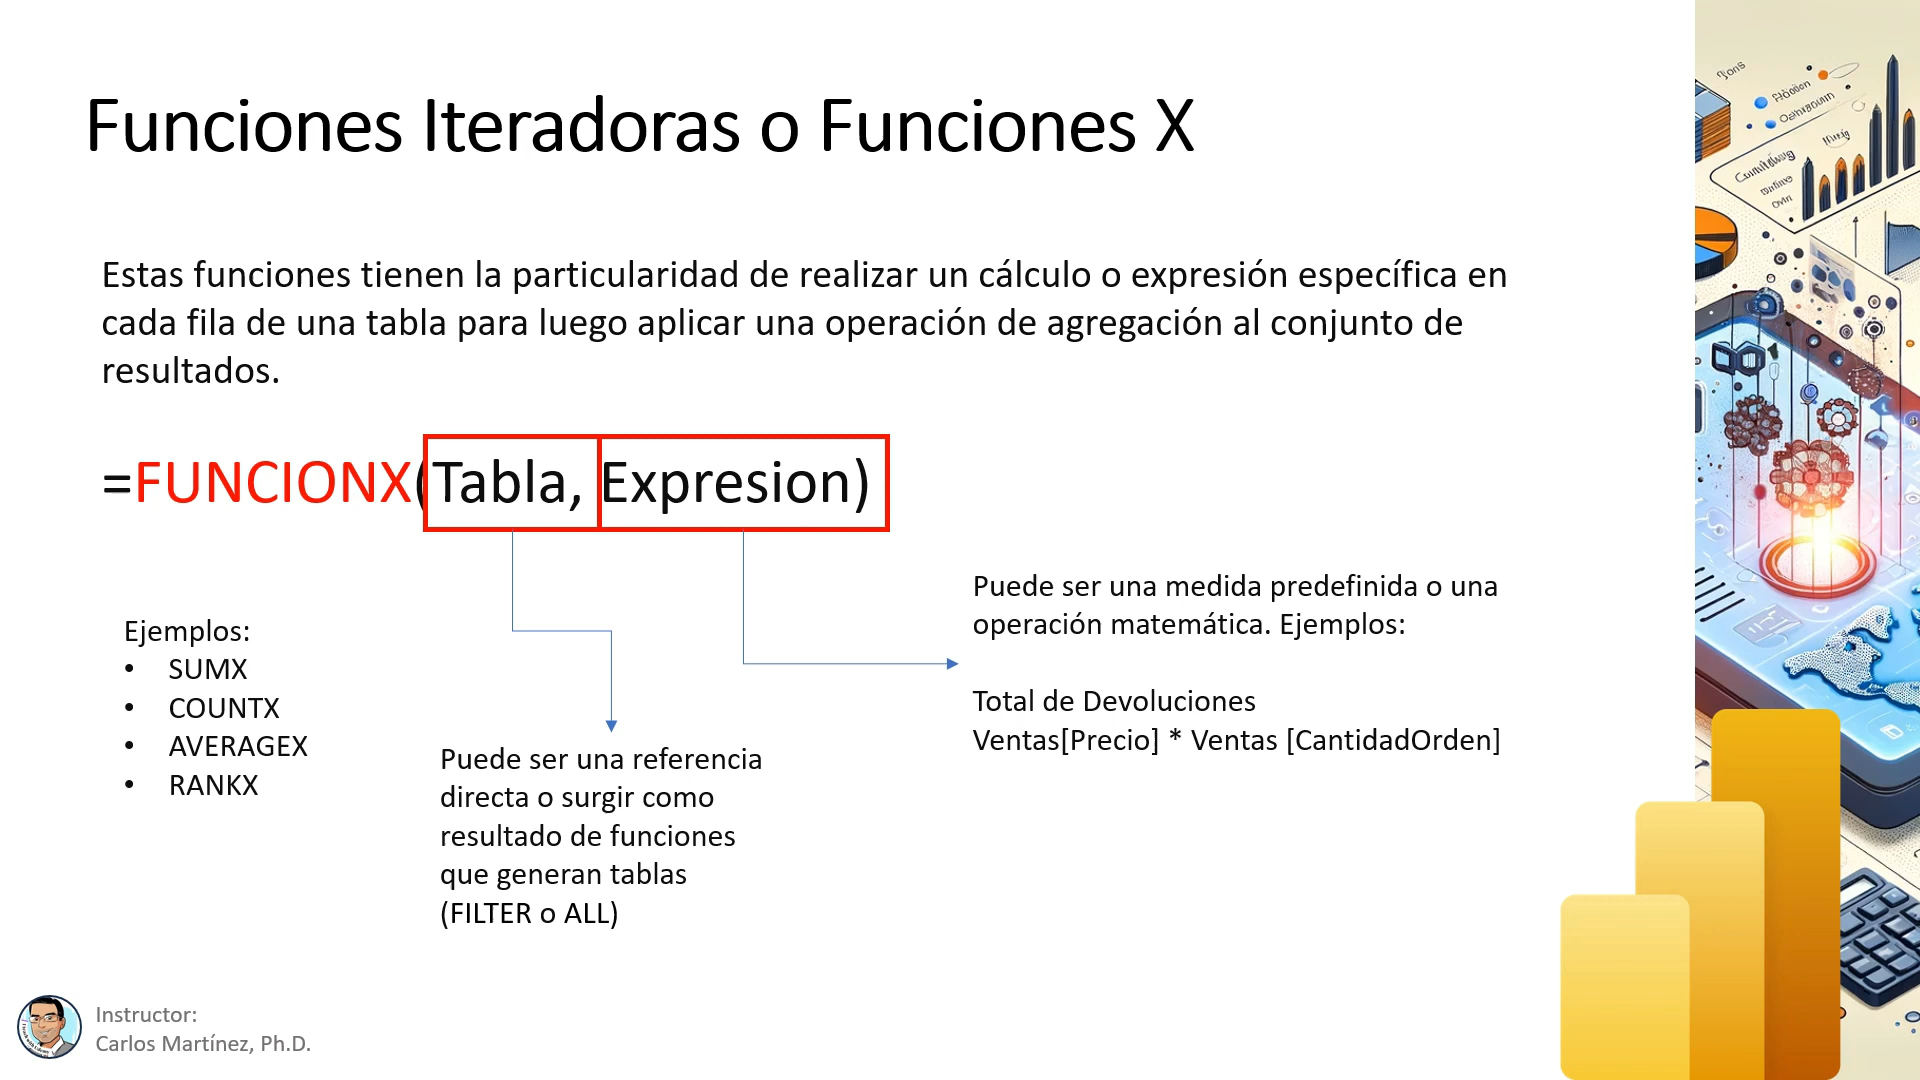 Funciones Iteradoras o Funciones X
Estas funciones tienen la particularidad de realizar un cálculo o expresión específica en
cada fila de una tabla para luego aplicar una operación de agregación al conjunto de
resultados.
=FUNCIONX(Tabla, Expresion)
Ejemplos:
• SUMX
• COUNTX
• AVERAGEX
• RANKX
Puede ser una referencia
directa o surgir como
resultado de funciones
que generan tablas
(FILTER o ALL)
Puede ser una medida predefinida o una
operación matemática. Ejemplos:
Total de Devoluciones
Ventas[Precio] * Ventas [CantidadOrden]
Instructor:
Carlos Martínez, Ph.D.